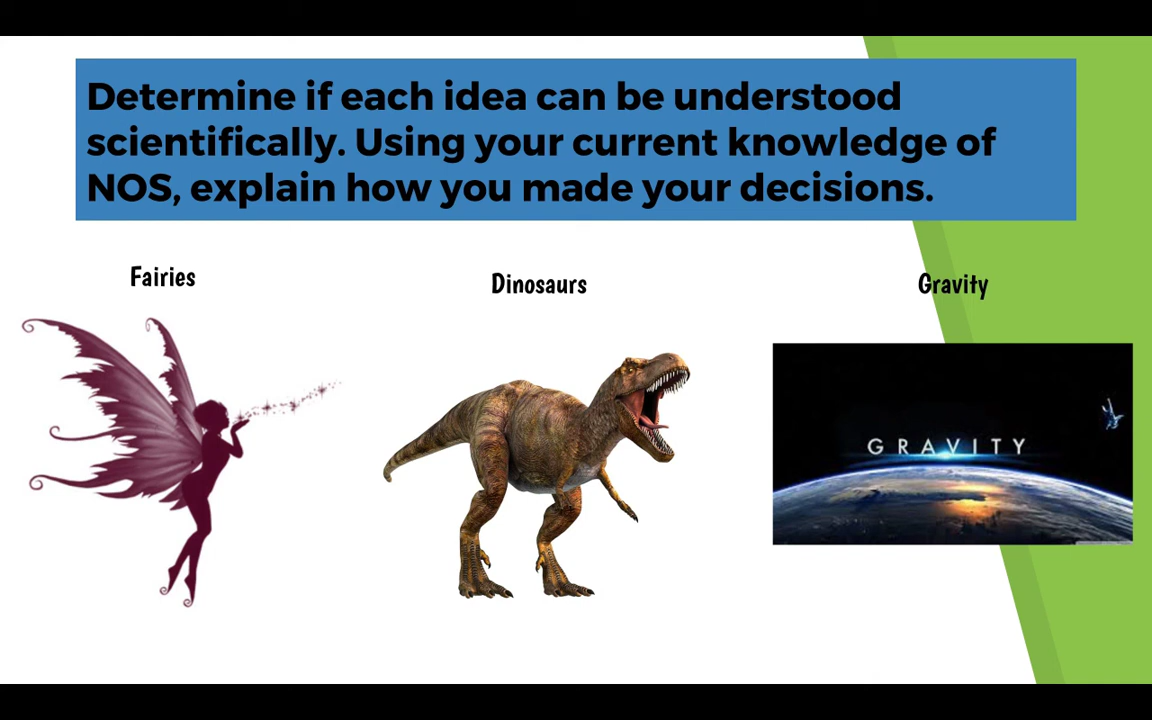 Determine if each idea can be understood
scientifically. Using your current knowledge of
NOS, explain how you made your decisions.
Fairies
Dinosaurs
Gravity
GRAVITY